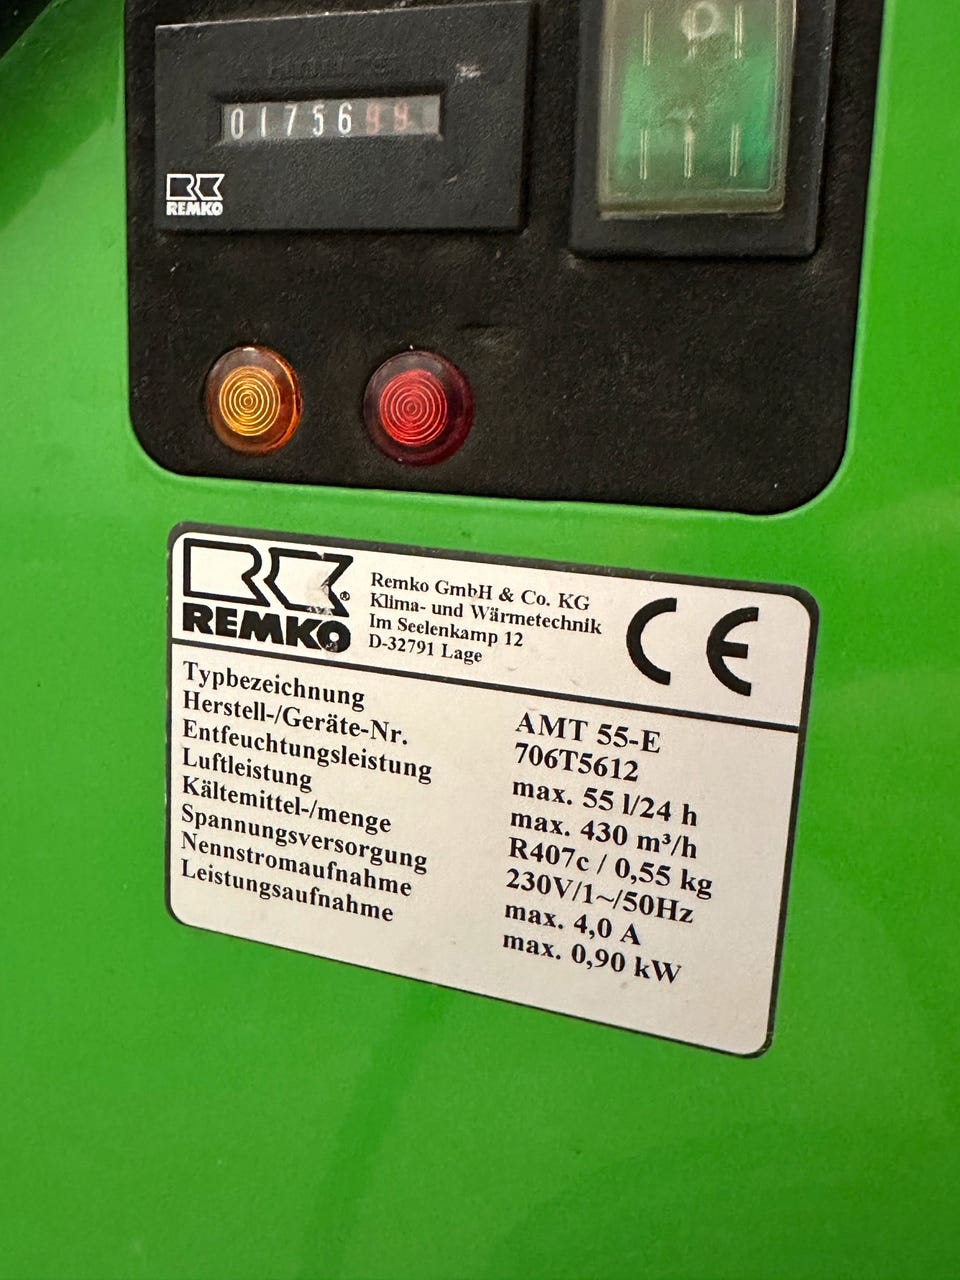 0175699
REMKO
REMKO
®
Remko GmbH & Co. KG
Klima- und Wärmetechnik
Im Seelenkamp 12
D-32791 Lage
CE
Typbezeichnung AMT 55-E
Herstell-/Geräte-Nr. 706T5612
Entfeuchtungsleistung max. 55 l/24 h
Luftleistung max. 430 m³/h
Kältemittel-/menge R407c / 0,55 kg
Spannungsversorgung 230V/1~/50Hz
Nennstromaufnahme max. 4,0 A
Leistungsaufnahme max. 0,90 kW